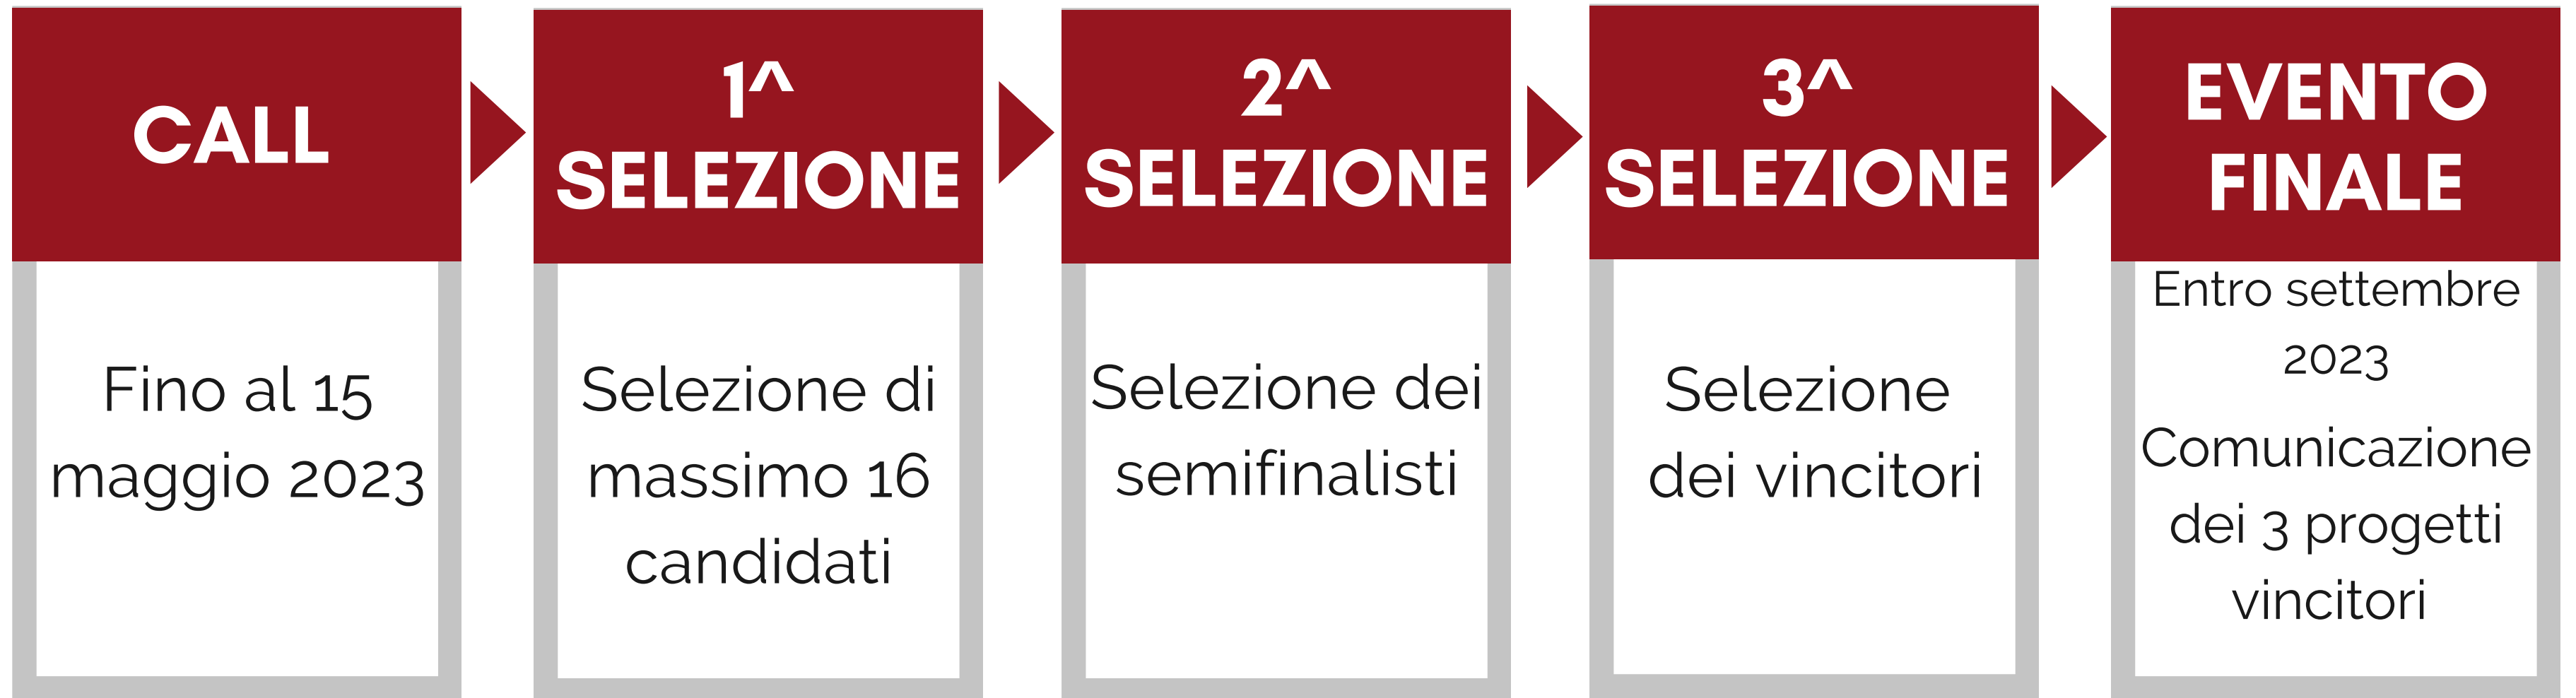 CALL
Fino al 15
maggio 2023
1^
SELEZIONE
Selezione di
massimo 16
candidati
2^
SELEZIONE
Selezione dei
semifinalisti
3^
SELEZIONE
Selezione
dei vincitori
EVENTO
FINALE
Entro settembre
2023
Comunicazione
dei 3 progetti
vincitori